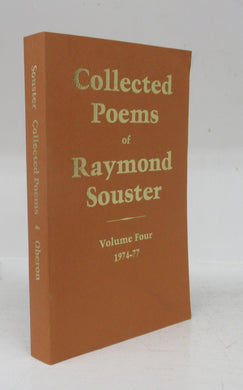 Collected
Poems
of
Raymond
Souster
Volume Four
1974-77
Souster Collected Poems 4 Oberon